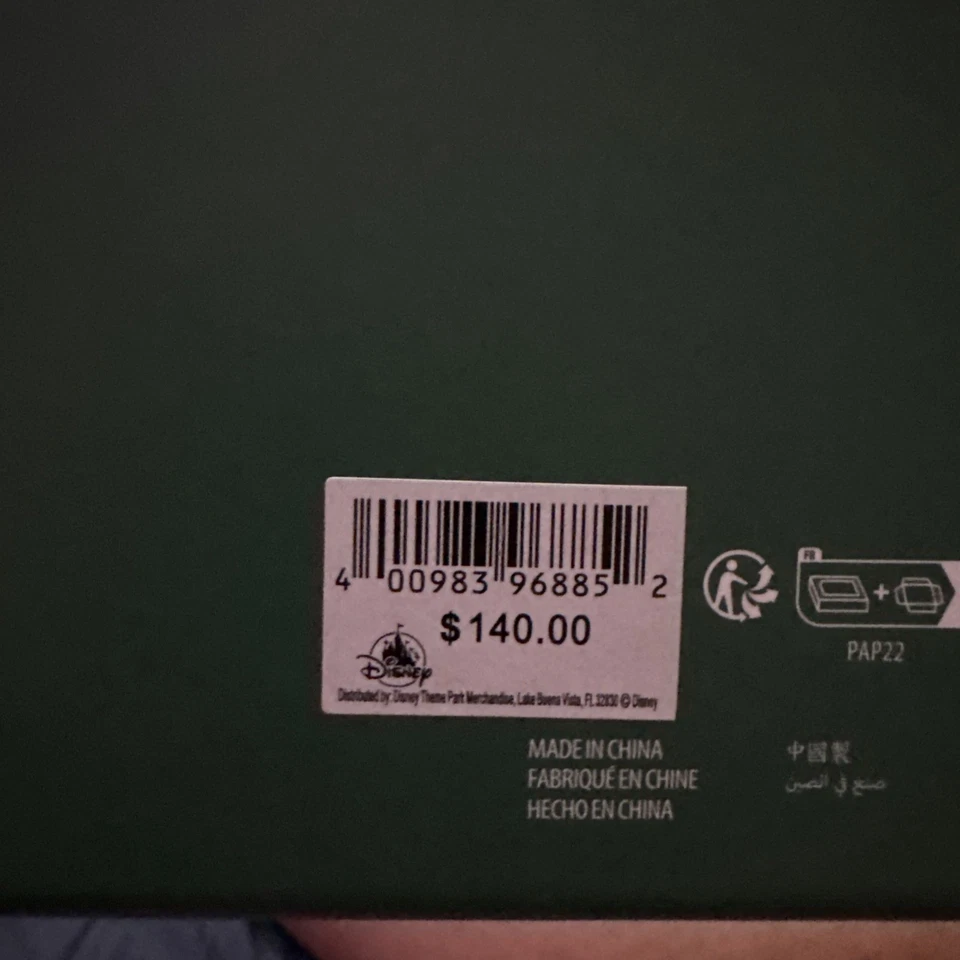 4 00983 96885 2
$140.00
Disney
Distributed by: Disney Theme Park Merchandise, Lake Buena Vista, FL 32830 © Disney
FR
+
PAP22
MADE IN CHINA
FABRIQUÉ EN CHINE
HECHO EN CHINA
中國製
صنع في الصين